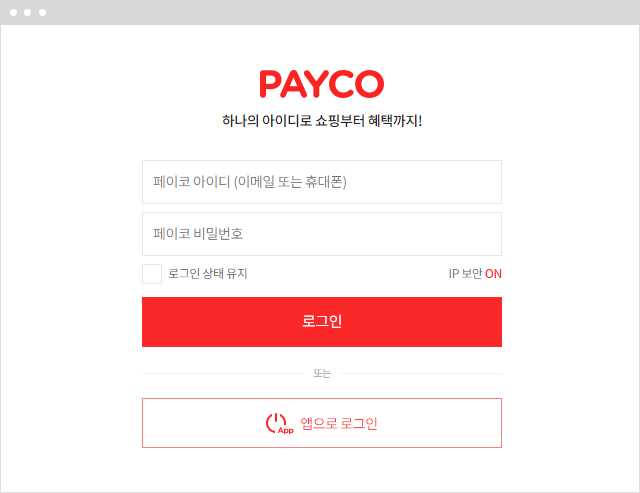 PAYCO
하나의 아이디로 쇼핑부터 혜택까지!
페이코 아이디 (이메일 또는 휴대폰)
페이코 비밀번호
로그인 상태 유지 IP 보안 ON
로그인
또는
App 앱으로 로그인